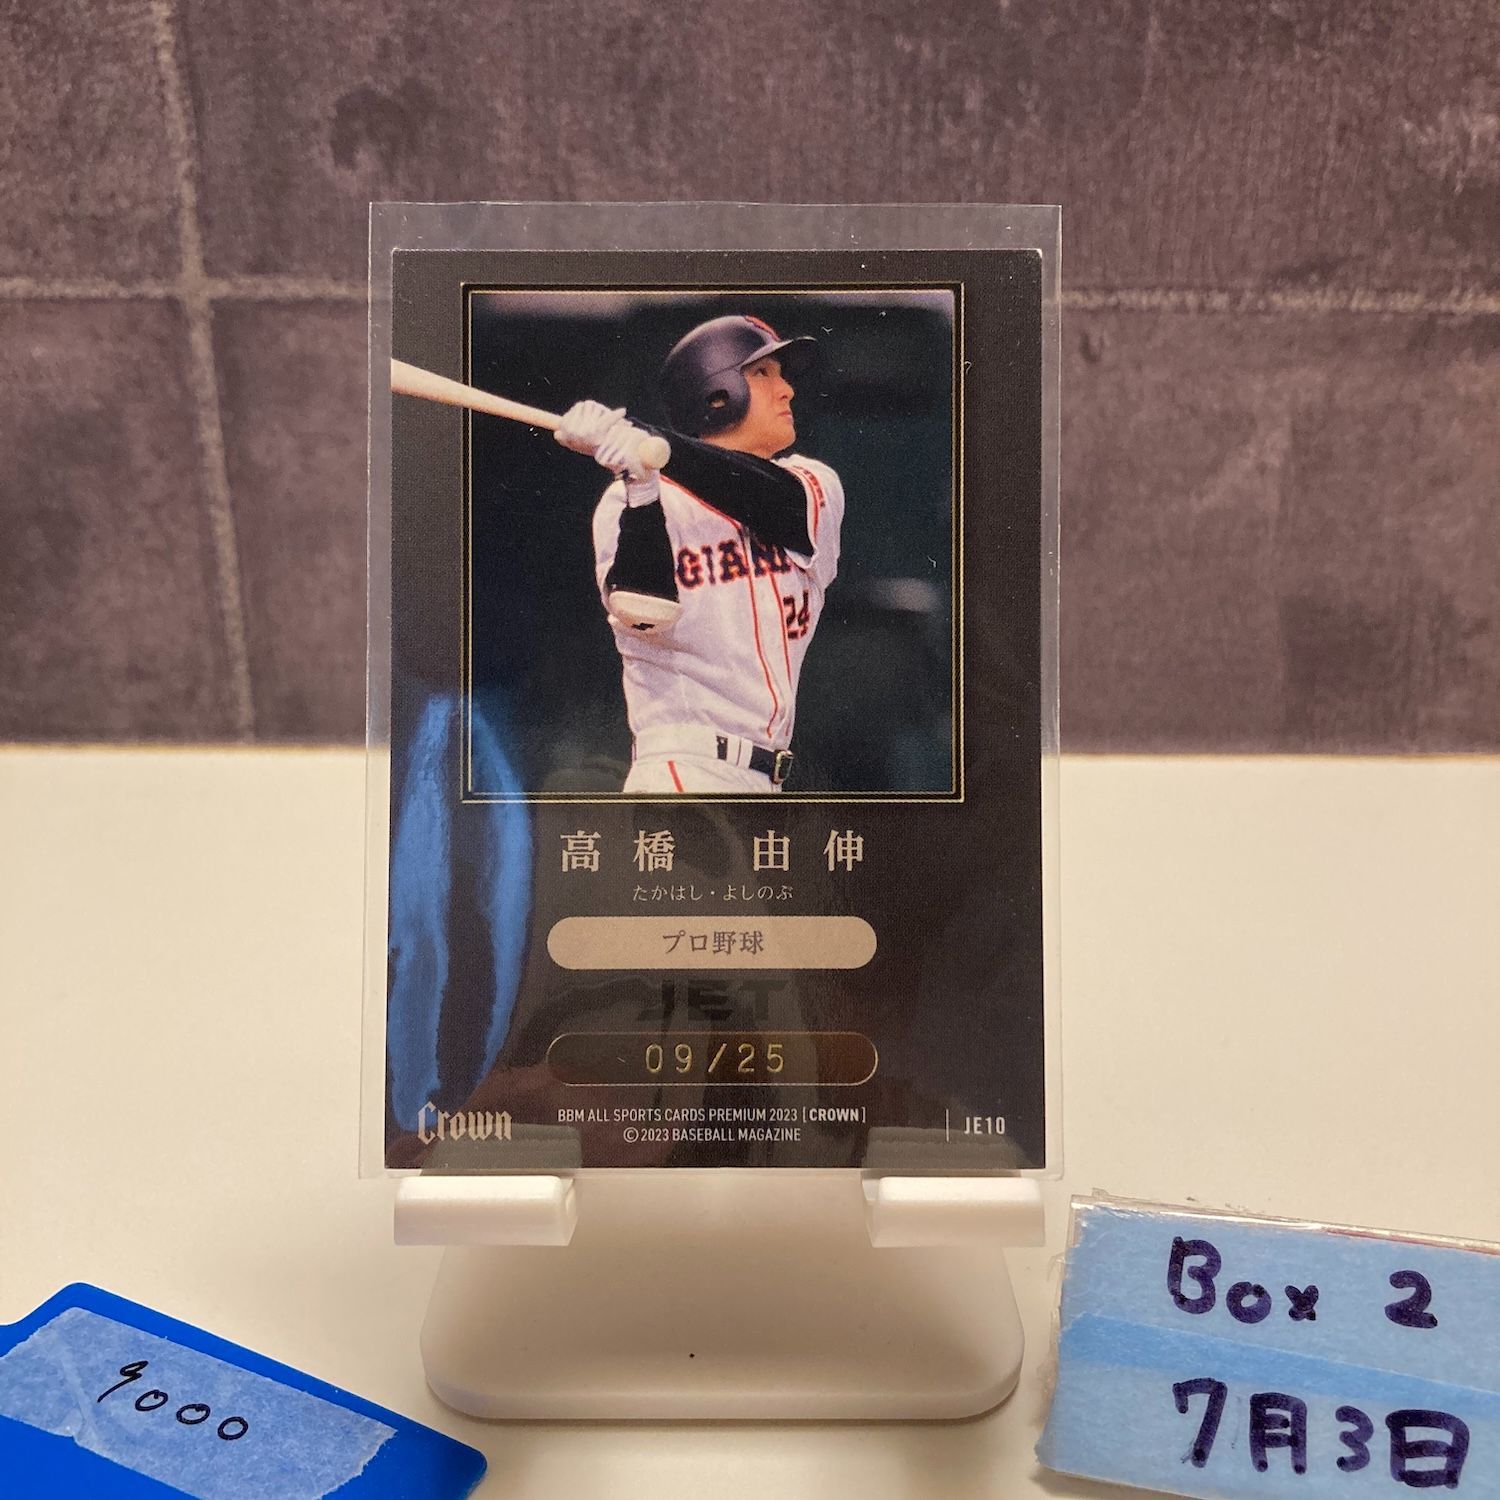 GIAN
24
高橋 由伸
たかはし・よしのぶ
プロ野球
JET
09/25
Crown
BBM ALL SPORTS CARDS PREMIUM 2023 [CROWN]
© 2023 BASEBALL MAGAZINE
JE10
9000
Box 2
7月3日